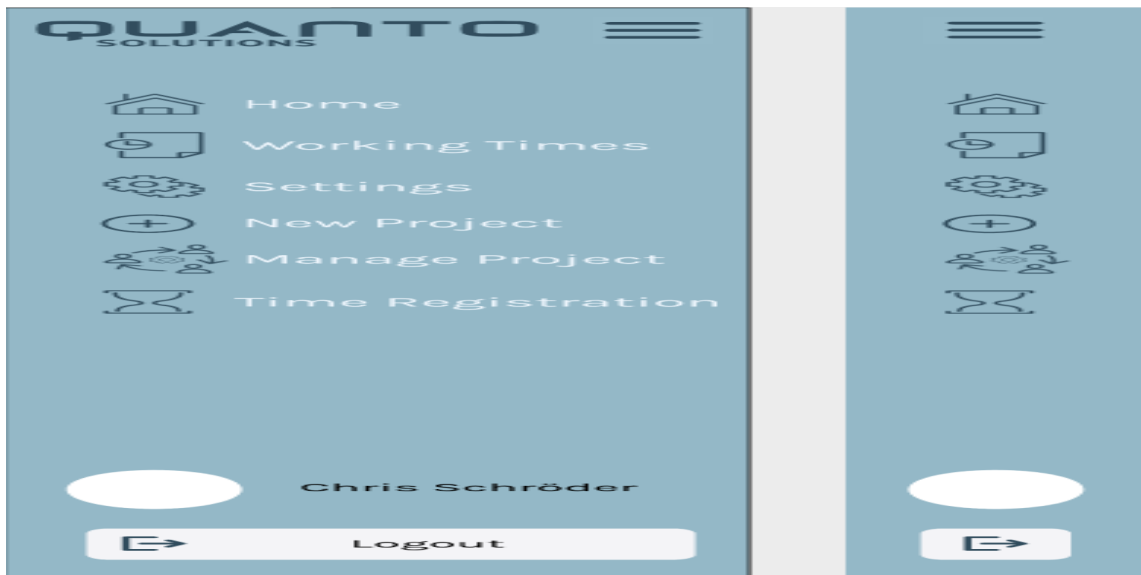 QUANTO
SOLUTIONS
Home
Working Times
Settings
New Project
Manage Project
Time Registration
Chris Schröder
Logout